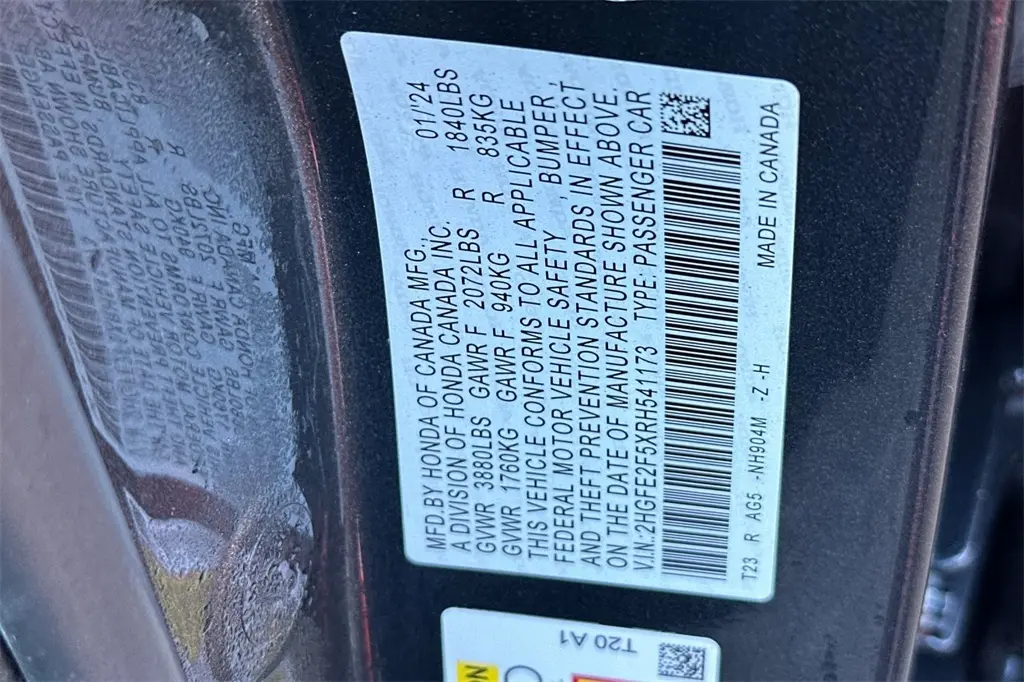 MFD.BY HONDA OF CANADA MFG., 01/'24
A DIVISION OF HONDA CANADA INC.
GVWR 3880LBS GAWR F 2072LBS R 1840LBS
GVWR 1760KG GAWR F 940KG R 835KG
THIS VEHICLE CONFORMS TO ALL APPLICABLE
FEDERAL MOTOR VEHICLE SAFETY , BUMPER ,
AND THEFT PREVENTION STANDARDS IN EFFECT
ON THE DATE OF MANUFACTURE SHOWN ABOVE.
V.I.N.:2HGFE2F5XRH541173 TYPE: PASSENGER CAR
T23 R AG5 -NH904M -Z -H MADE IN CANADA
T20 A1